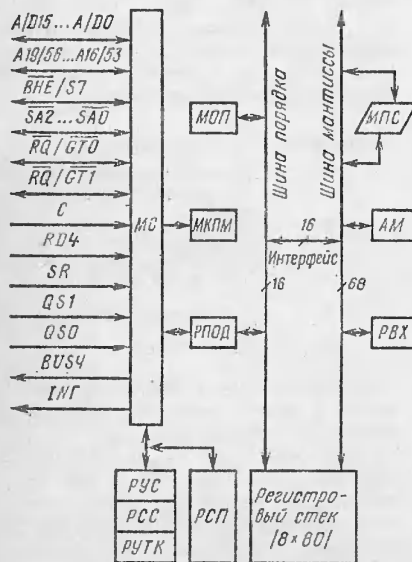 A/D15...A/D0
A19/S6...A16/S3
BHE/S7
SA2...SA0
RQ/GT0
RQ/GT1
C
RD4
SR
QS1
QS0
BUSY
INT
МС
МОП
МКПМ
РПОД
Шина порядка
Шина мантиссы
МПС
16
Интерфейс
16
68
АМ
РВХ
РУС
РСС
РУТК
РСП
Регистро-
вый стек
|8×80|